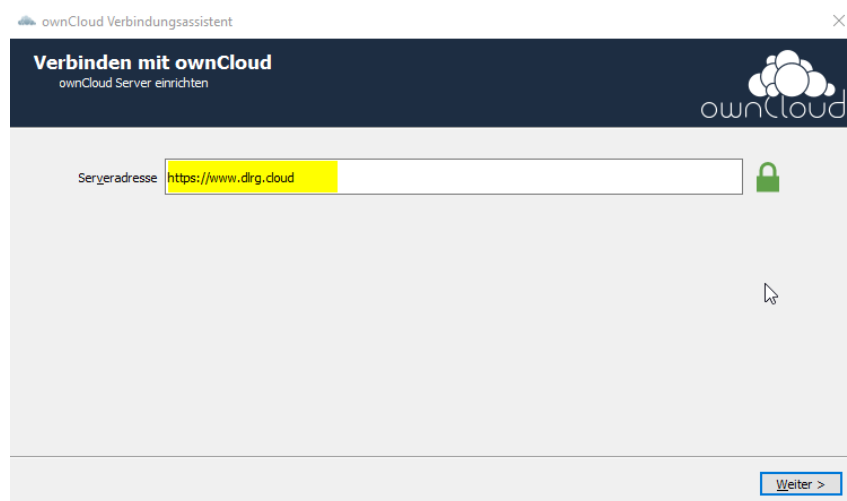 ownCloud Verbindungsassistent
Verbinden mit ownCloud
ownCloud Server einrichten
ownCloud
Serveradresse https://www.dlrg.cloud
Weiter >